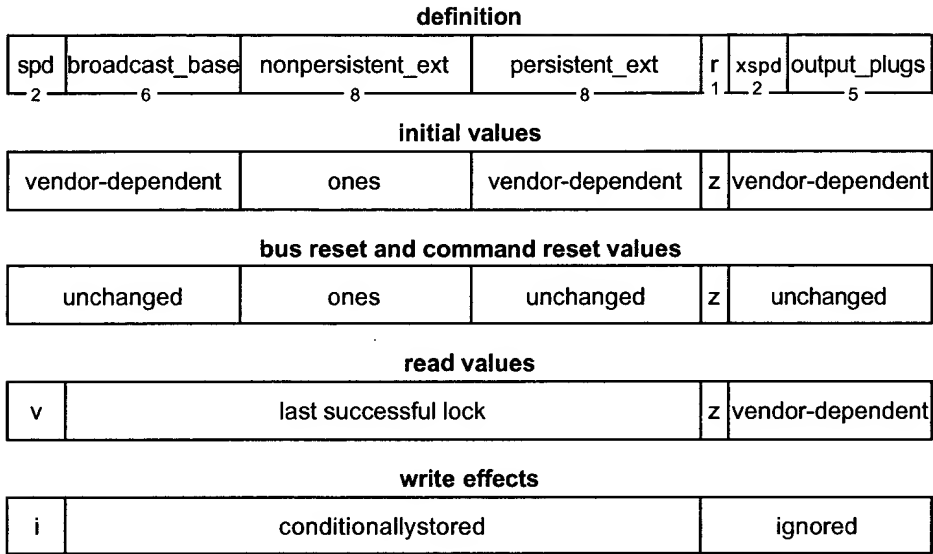 definition
spd broadcast_base nonpersistent_ext persistent_ext r xspd output_plugs
2 6 8 8 1 2 5
initial values
vendor-dependent ones vendor-dependent z vendor-dependent
bus reset and command reset values
unchanged ones unchanged z unchanged
read values
v last successful lock z vendor-dependent
write effects
i conditionallystored ignored